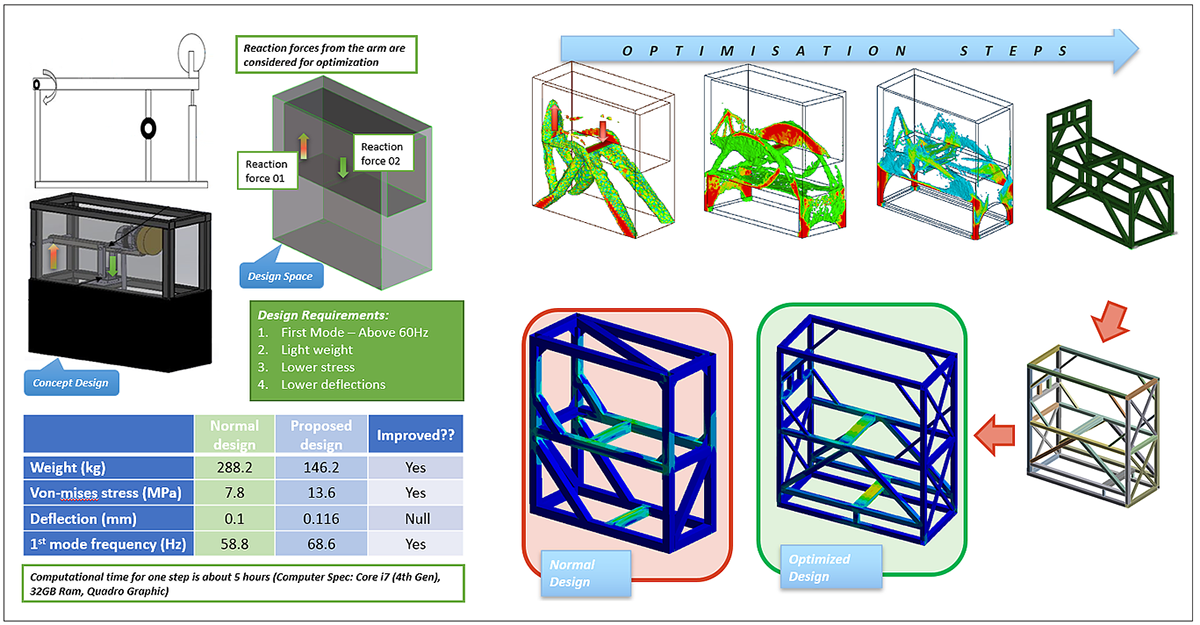 Reaction forces from the arm are
considered for optimization
OPTIMISATION STEPS
Reaction
force 01
Reaction
force 02
Design Space
Concept Design
Design Requirements:
1. First Mode – Above 60Hz
2. Light weight
3. Lower stress
4. Lower deflections
Normal
design
Proposed
design
Improved??
Weight (kg) 288.2 146.2 Yes
Von-mises stress (MPa) 7.8 13.6 Yes
Deflection (mm) 0.1 0.116 Null
1st mode frequency (Hz) 58.8 68.6 Yes
Computational time for one step is about 5 hours (Computer Spec: Core i7 (4th Gen),
32GB Ram, Quadro Graphic)
Normal
Design
Optimized
Design